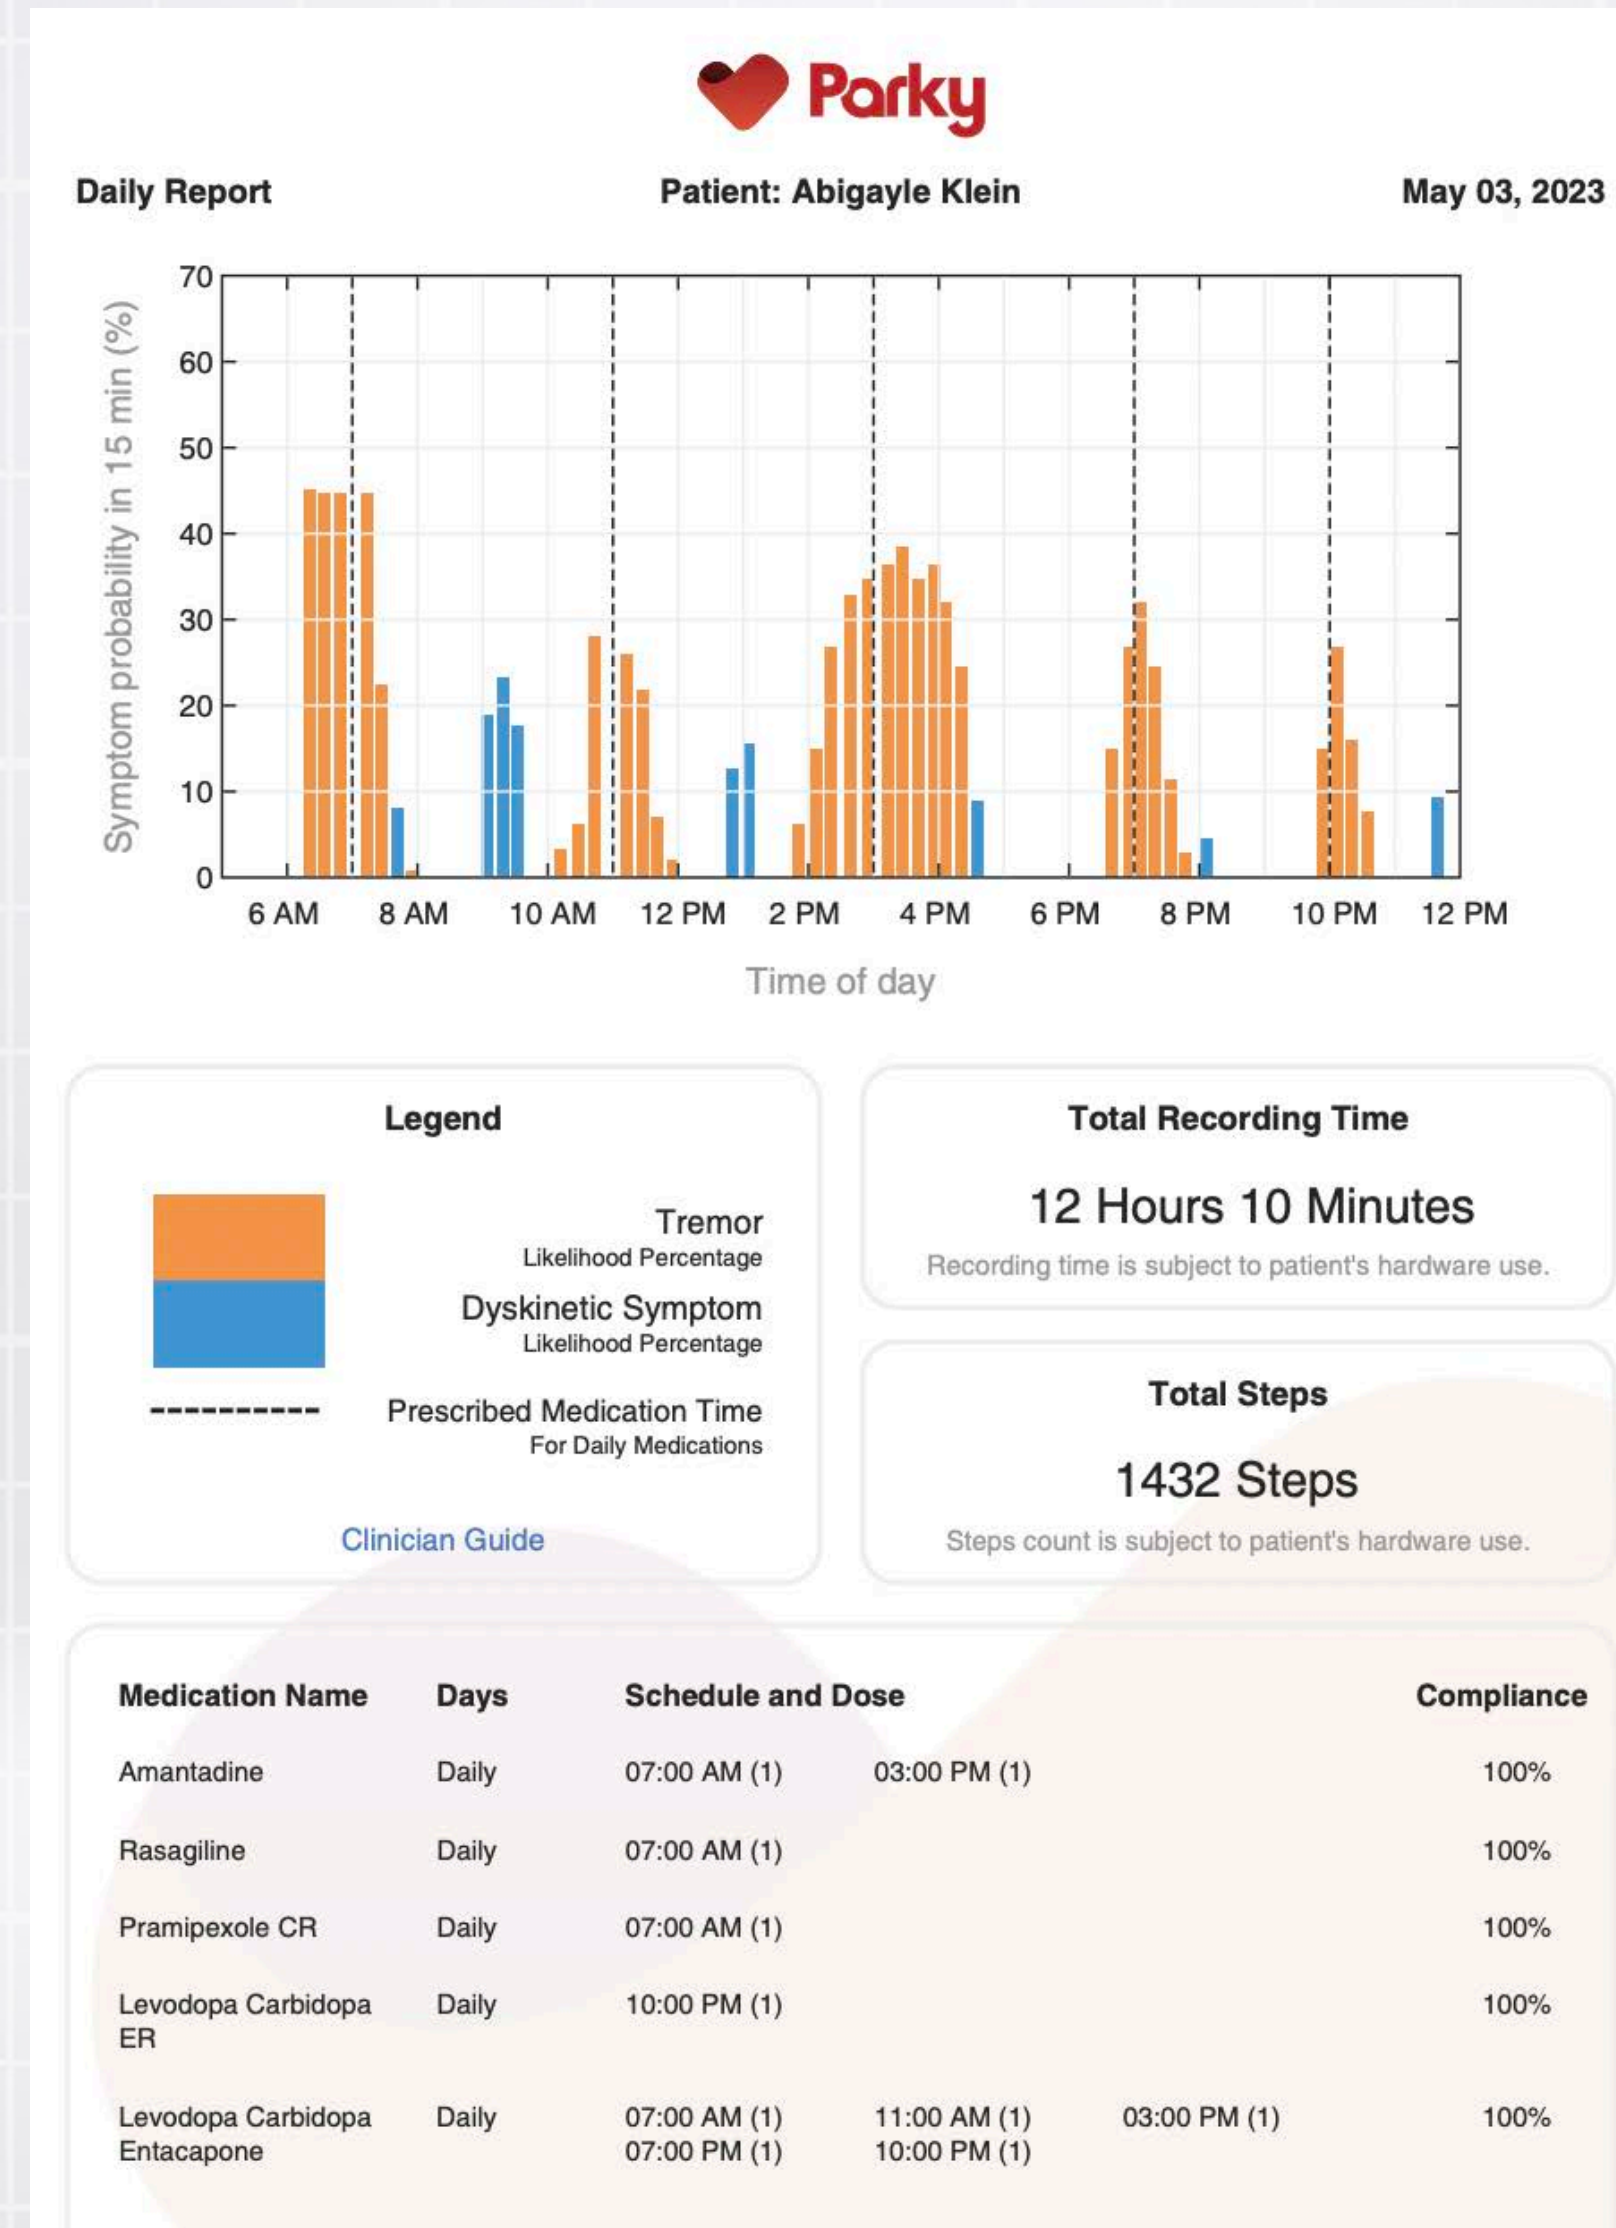 Parky
Daily Report Patient: Abigayle Klein May 03, 2023
Symptom probability in 15 min (%)
70
60
50
40
30
20
10
0
6 AM 8 AM 10 AM 12 PM 2 PM 4 PM 6 PM 8 PM 10 PM 12 PM
Time of day
Legend
Tremor
Likelihood Percentage
Dyskinetic Symptom
Likelihood Percentage
Prescribed Medication Time
For Daily Medications
Clinician Guide
Total Recording Time
12 Hours 10 Minutes
Recording time is subject to patient's hardware use.
Total Steps
1432 Steps
Steps count is subject to patient's hardware use.
Medication Name Days Schedule and Dose Compliance
Amantadine Daily 07:00 AM (1) 03:00 PM (1) 100%
Rasagiline Daily 07:00 AM (1) 100%
Pramipexole CR Daily 07:00 AM (1) 100%
Levodopa Carbidopa Daily 10:00 PM (1) 100%
ER
Levodopa Carbidopa Daily 07:00 AM (1) 11:00 AM (1) 03:00 PM (1) 100%
Entacapone 07:00 PM (1) 10:00 PM (1)